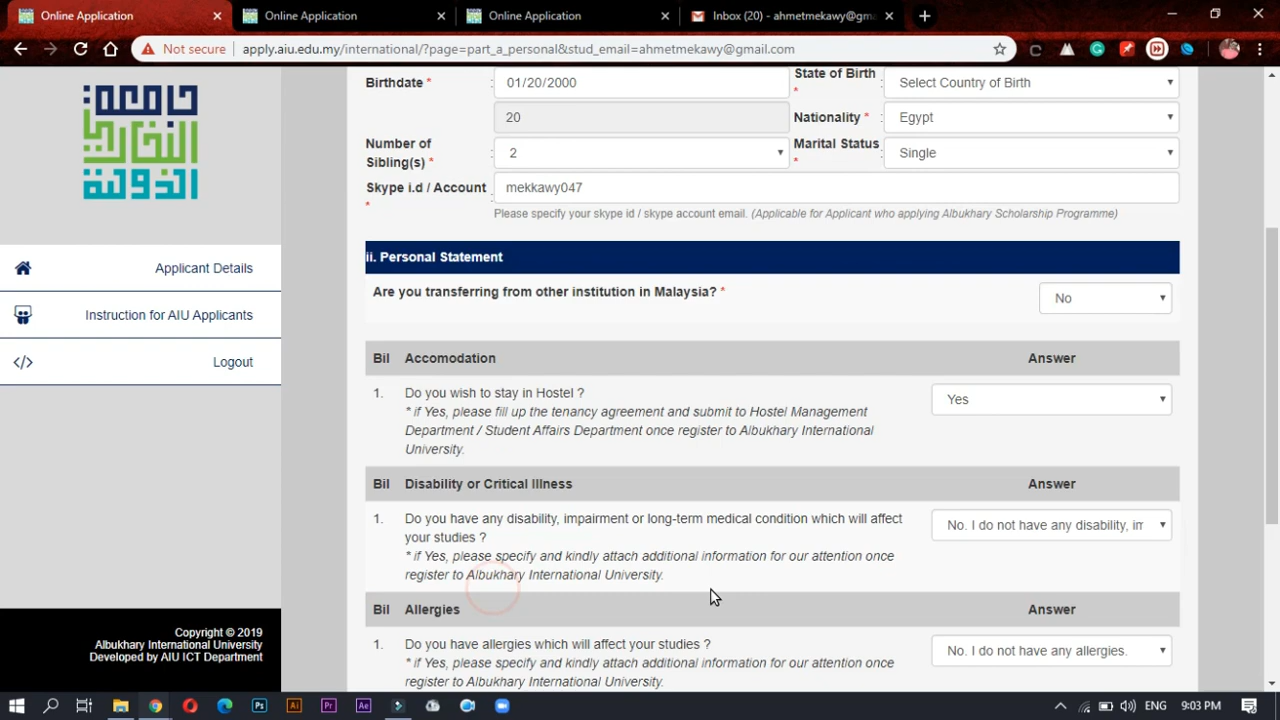 Online Application
Online Application
Online Application
Inbox (20) - ahmetmekawy@gma
Not secure
apply.aiu.edu.my/international/?page=part_a_personal&stud_email=ahmetmekawy@gmail.com
جامعة
البخاري
الدولية
Applicant Details
Instruction for AIU Applicants
Logout
Copyright © 2019
Albukhary International University
Developed by AIU ICT Department
Birthdate * : 01/20/2000
State of Birth * : Select Country of Birth
20
Nationality * : Egypt
Number of Sibling(s) * : 2
Marital Status * : Single
Skype i.d / Account * : mekkawy047
Please specify your skype id / skype account email. (Applicable for Applicant who applying Albukhary Scholarship Programme)
ii. Personal Statement
Are you transferring from other institution in Malaysia? * No
Bil Accomodation Answer
1. Do you wish to stay in Hostel ? Yes
* if Yes, please fill up the tenancy agreement and submit to Hostel Management
Department / Student Affairs Department once register to Albukhary International
University.
Bil Disability or Critical Illness Answer
1. Do you have any disability, impairment or long-term medical condition which will affect
your studies ? No. I do not have any disability, im
* if Yes, please specify and kindly attach additional information for our attention once
register to Albukhary International University.
Bil Allergies Answer
1. Do you have allergies which will affect your studies ? No. I do not have any allergies.
* if Yes, please specify and kindly attach additional information for our attention once
register to Albukhary International University.
Ps Ai Pr Ae
ENG 9:03 PM